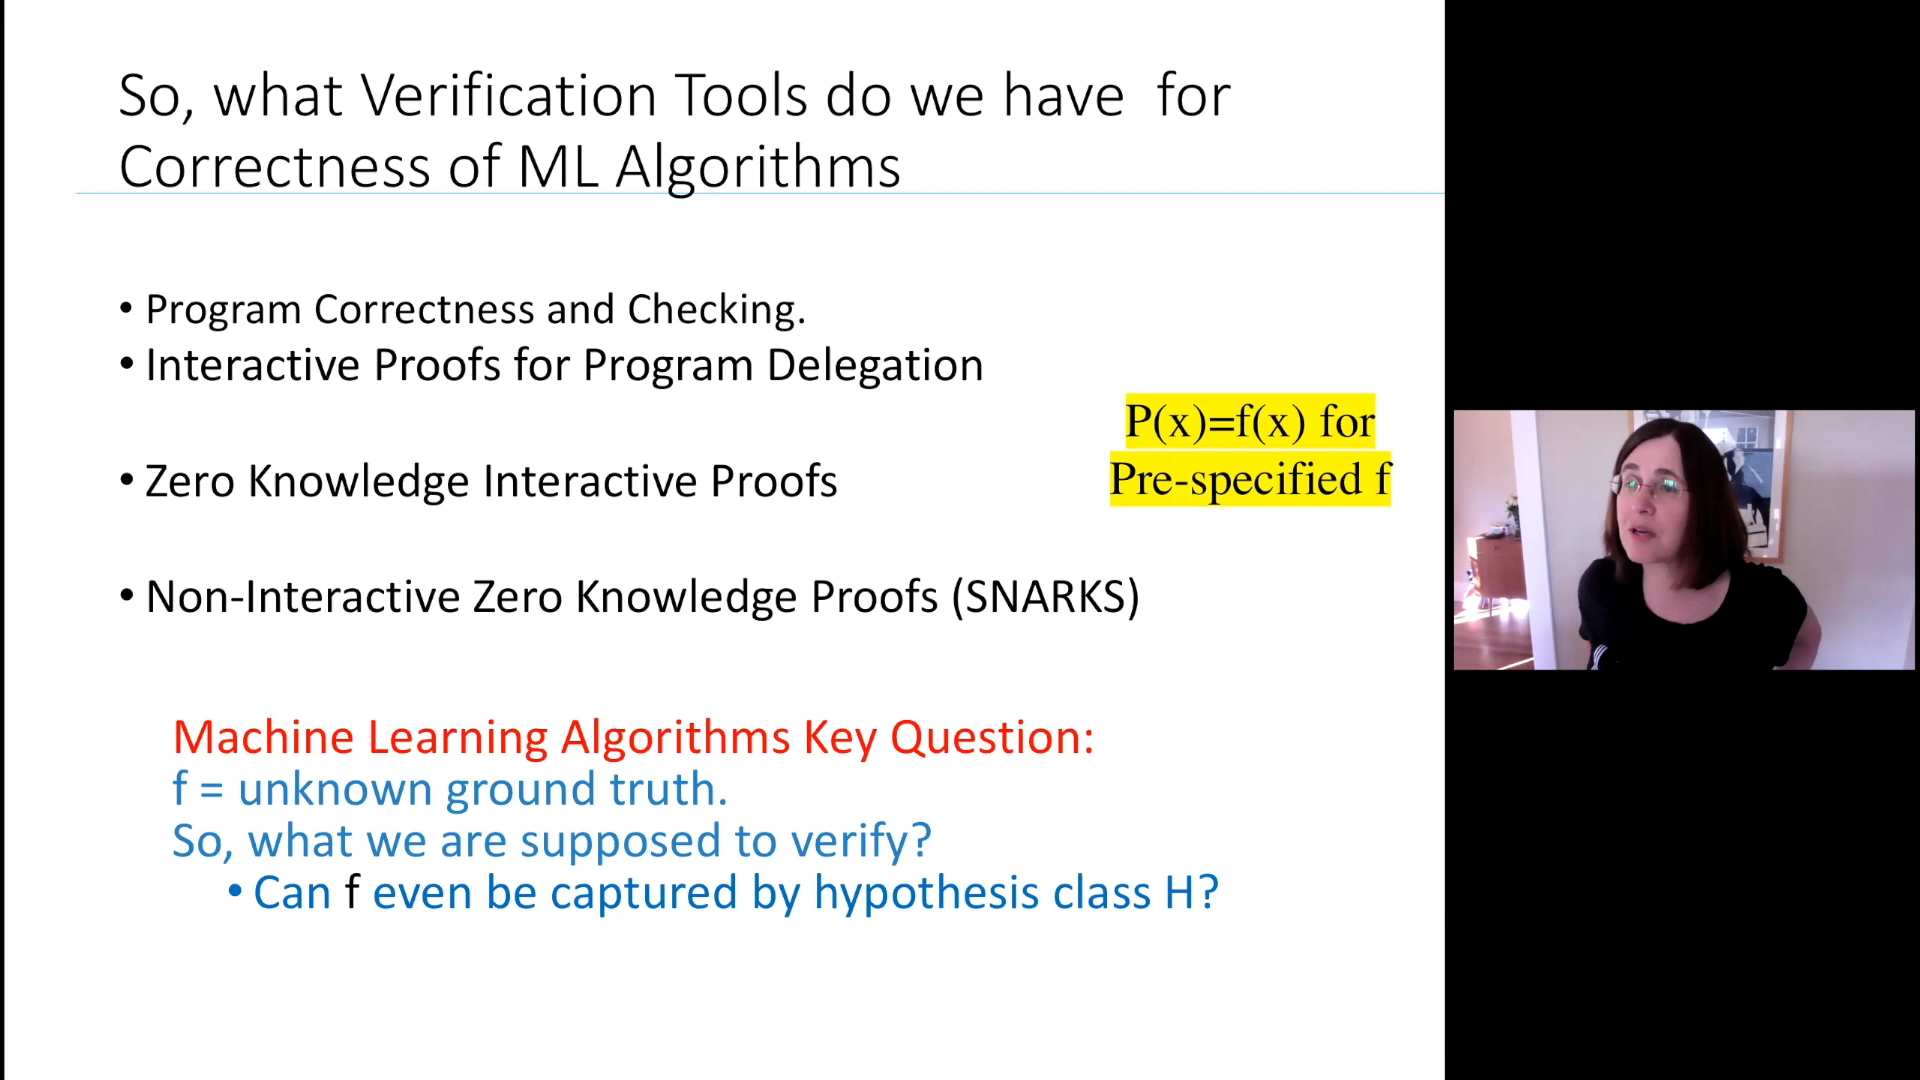 So, what Verification Tools do we have  for
Correctness of ML Algorithms
• Program Correctness and Checking.
• Interactive Proofs for Program Delegation
P(x)=f(x) for
Pre-specified f
• Zero Knowledge Interactive Proofs
• Non-Interactive Zero Knowledge Proofs (SNARKS)
Machine Learning Algorithms Key Question:
f = unknown ground truth.
So, what we are supposed to verify?
• Can f even be captured by hypothesis class H?